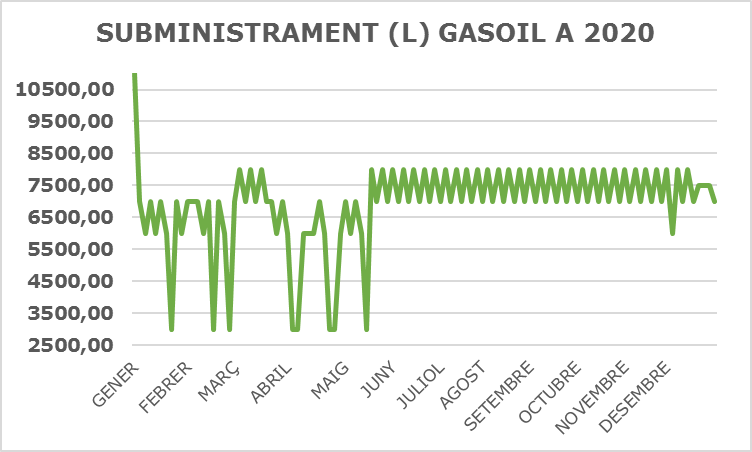 SUBMINISTRAMENT (L) GASOIL A 2020
10500,00
9500,00
8500,00
7500,00
6500,00
5500,00
4500,00
3500,00
2500,00
GENER
FEBRER
MARÇ
ABRIL
MAIG
JUNY
JULIOL
AGOST
SETEMBRE
OCTUBRE
NOVEMBRE
DESEMBRE